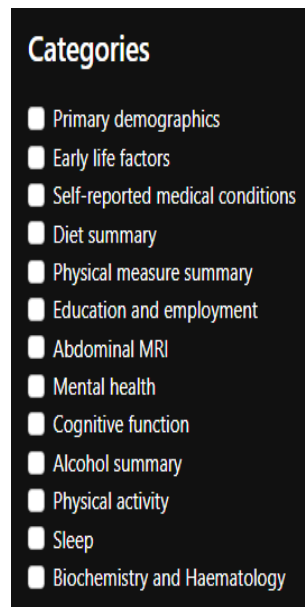 Categories
Primary demographics
Early life factors
Self-reported medical conditions
Diet summary
Physical measure summary
Education and employment
Abdominal MRI
Mental health
Cognitive function
Alcohol summary
Physical activity
Sleep
Biochemistry and Haematology